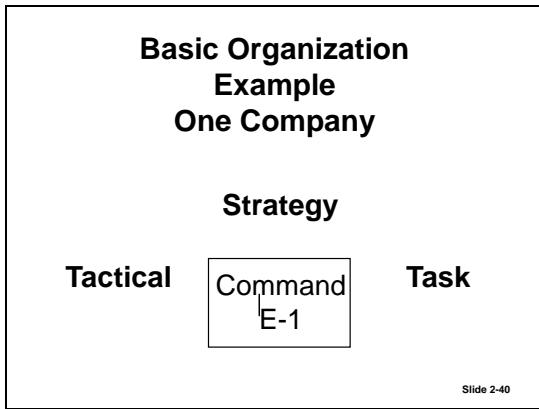 Basic Organization
Example
One Company
Strategy
Tactical
Command
Task
E-1
Slide 2-40